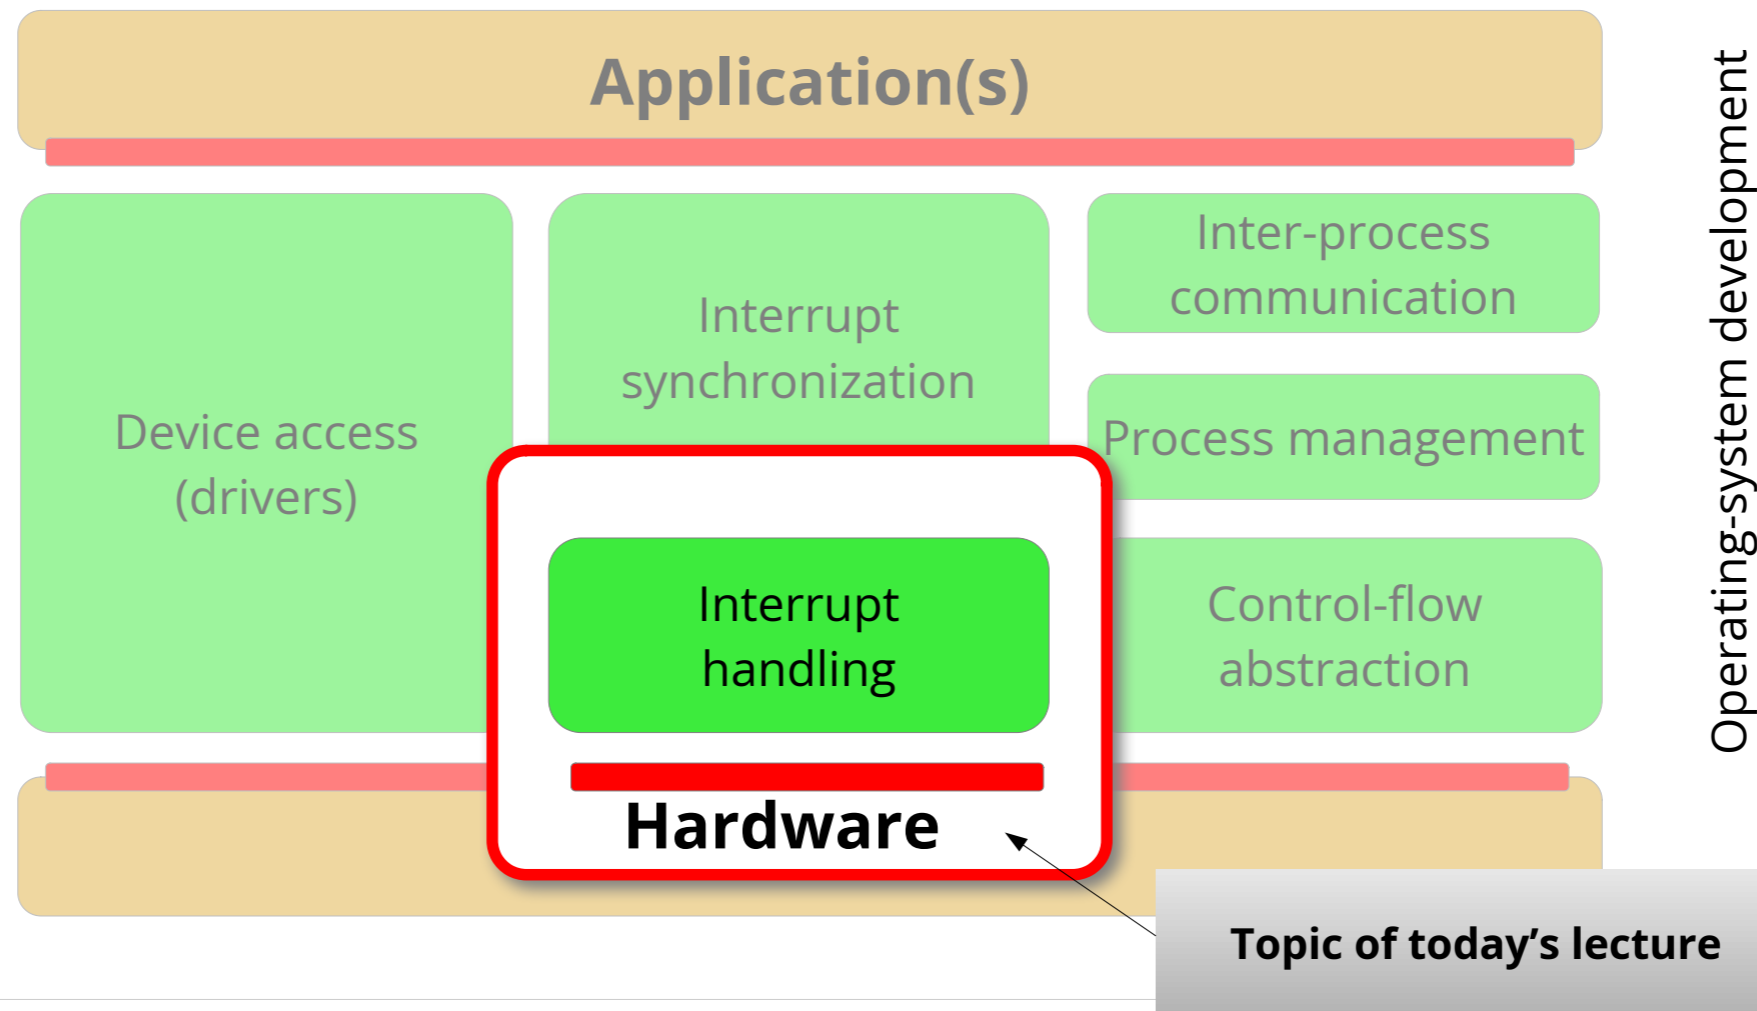 Application(s)
Device access
(drivers)
Interrupt
synchronization
Inter-process
communication
Process management
Interrupt
handling
Control-flow
abstraction
Hardware
Topic of today’s lecture
Operating-system development